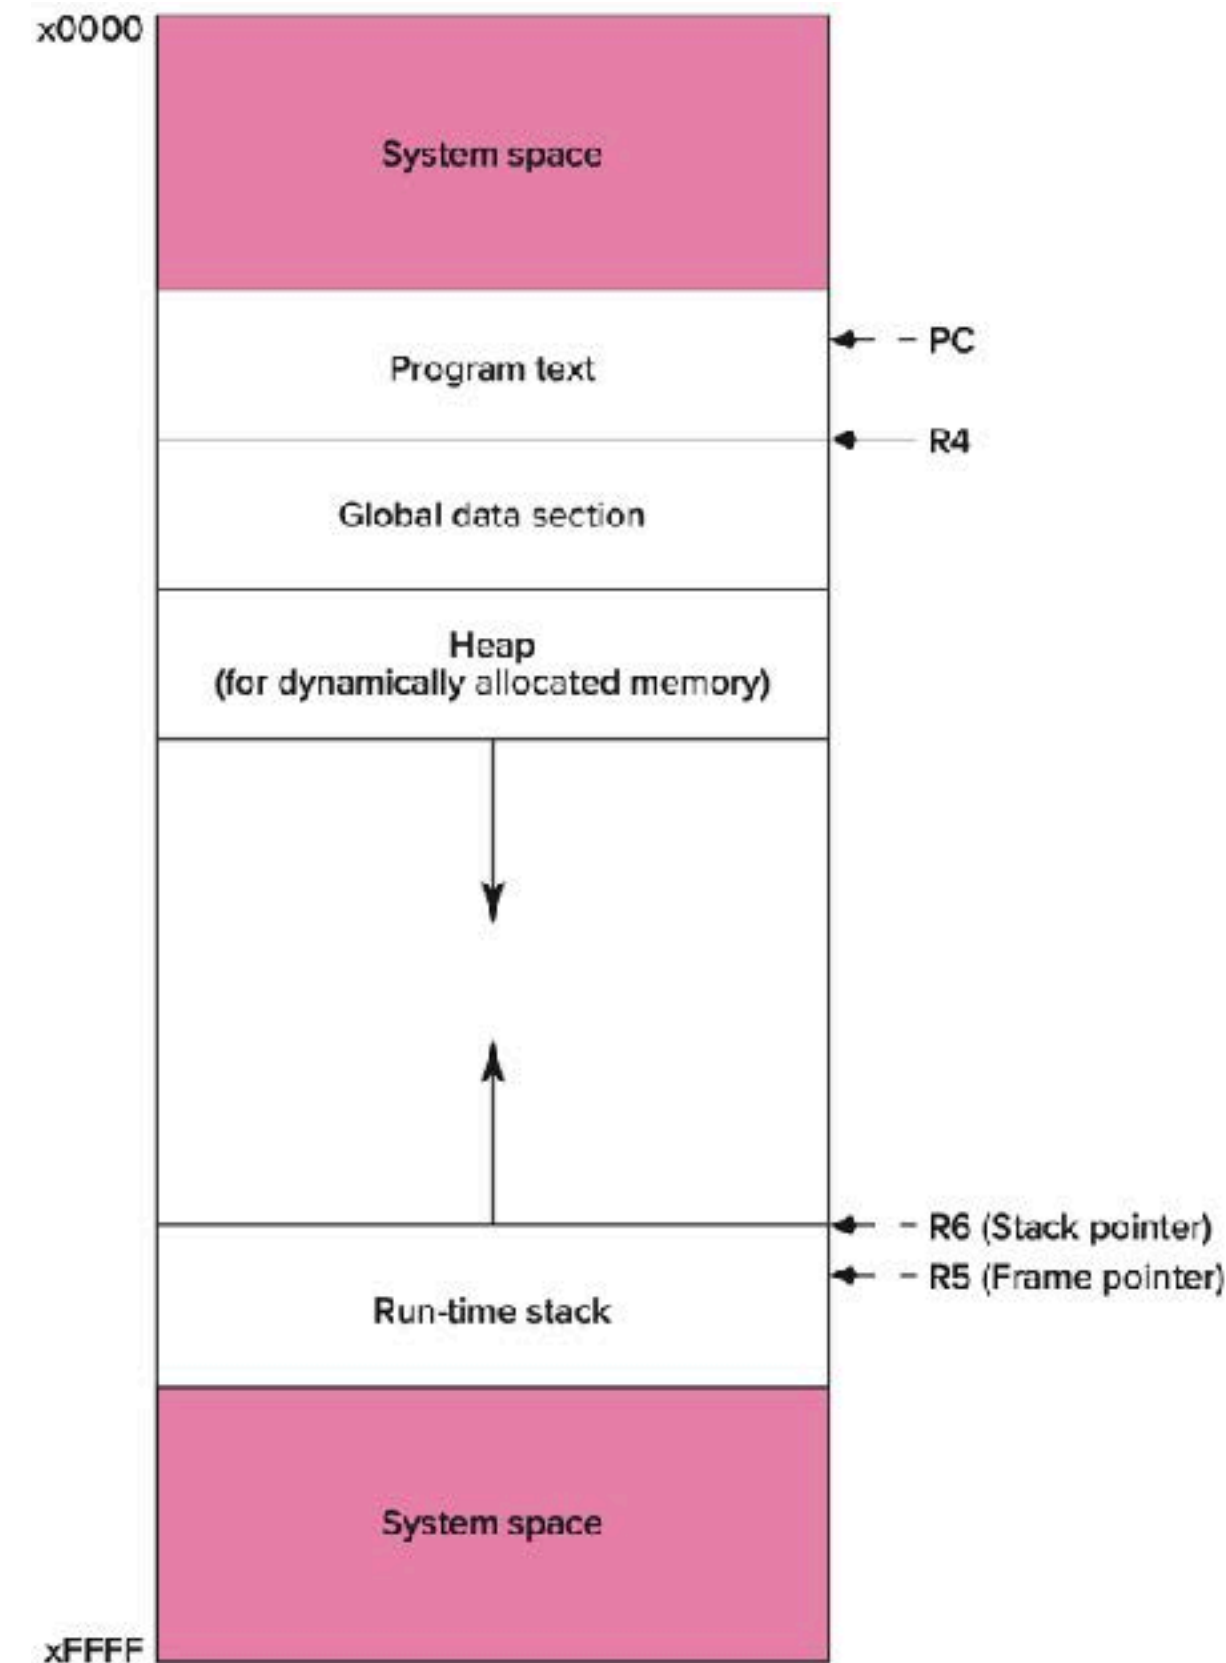 x0000
System space
PC
Program text
R4
Global data section
Heap
(for dynamically allocated memory)
R6 (Stack pointer)
R5 (Frame pointer)
Run-time stack
System space
xFFFF